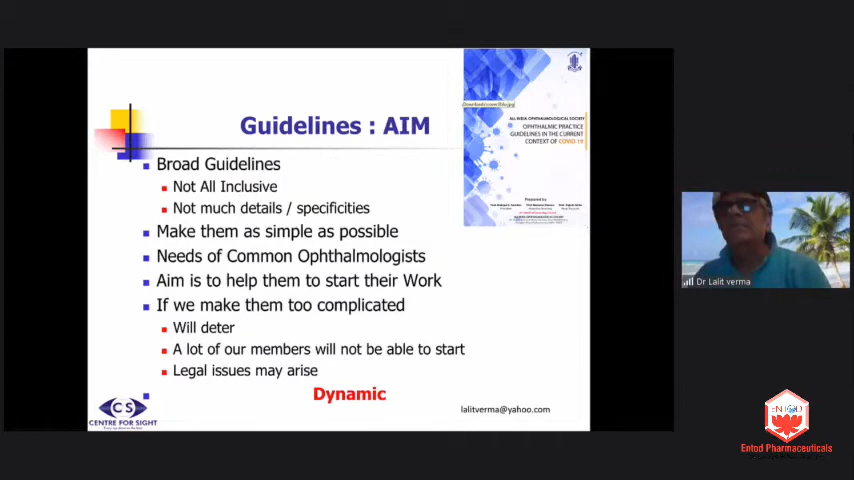 Guidelines : AIM
Broad Guidelines
Not All Inclusive
Not much details / specificities
Make them as simple as possible
Needs of Common Ophthalmologists
Aim is to help them to start their Work
If we make them too complicated
Will deter
A lot of our members will not be able to start
Legal issues may arise
Dynamic
lalitverma@yahoo.com
CS
CENTRE FOR SIGHT
ALL INDIA OPHTHALMOLOGICAL SOCIETY
OPHTHALMIC PRACTICE
GUIDELINES IN THE CURRENT
CONTEXT OF COVID 19
Prepared by
Dr Lalit verma
ENTOD
Entod Pharmaceuticals